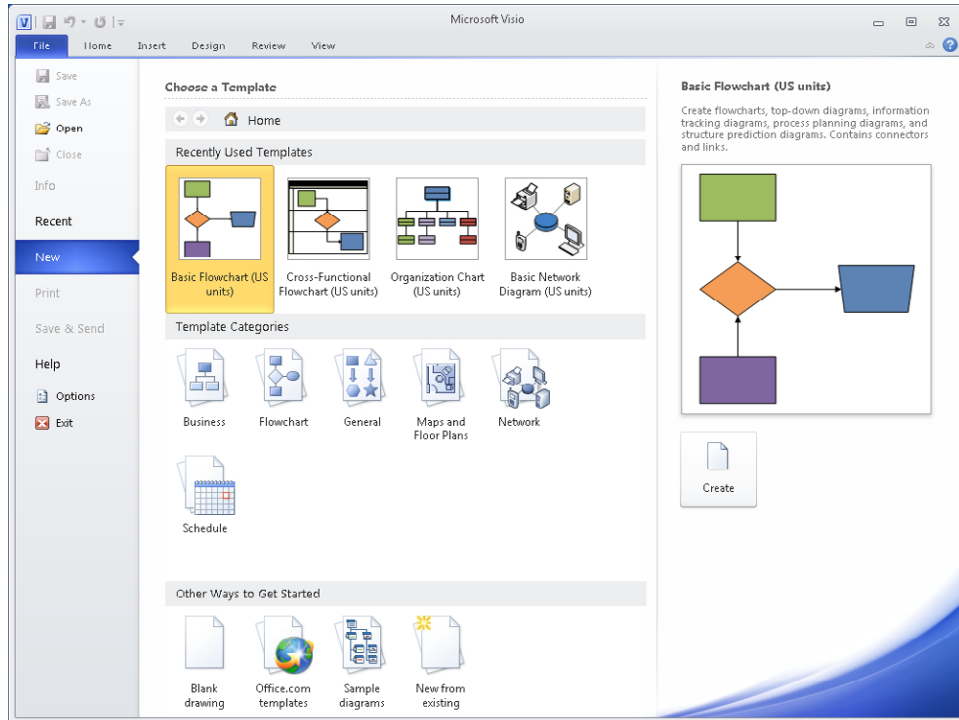 Microsoft Visio
File Home Insert Design Review View
Save
Save As
Open
Close
Info
Recent
New
Print
Save & Send
Help
Options
Exit
Choose a Template
Home
Recently Used Templates
Basic Flowchart (US
units)
Cross-Functional
Flowchart (US units)
Organization Chart
(US units)
Basic Network
Diagram (US units)
Template Categories
Business
Flowchart
General
Maps and
Floor Plans
Network
Schedule
Other Ways to Get Started
Blank
drawing
Office.com
templates
Sample
diagrams
New from
existing
Basic Flowchart (US units)
Create flowcharts, top-down diagrams, information
tracking diagrams, process planning diagrams, and
structure prediction diagrams. Contains connectors
and links.
Create